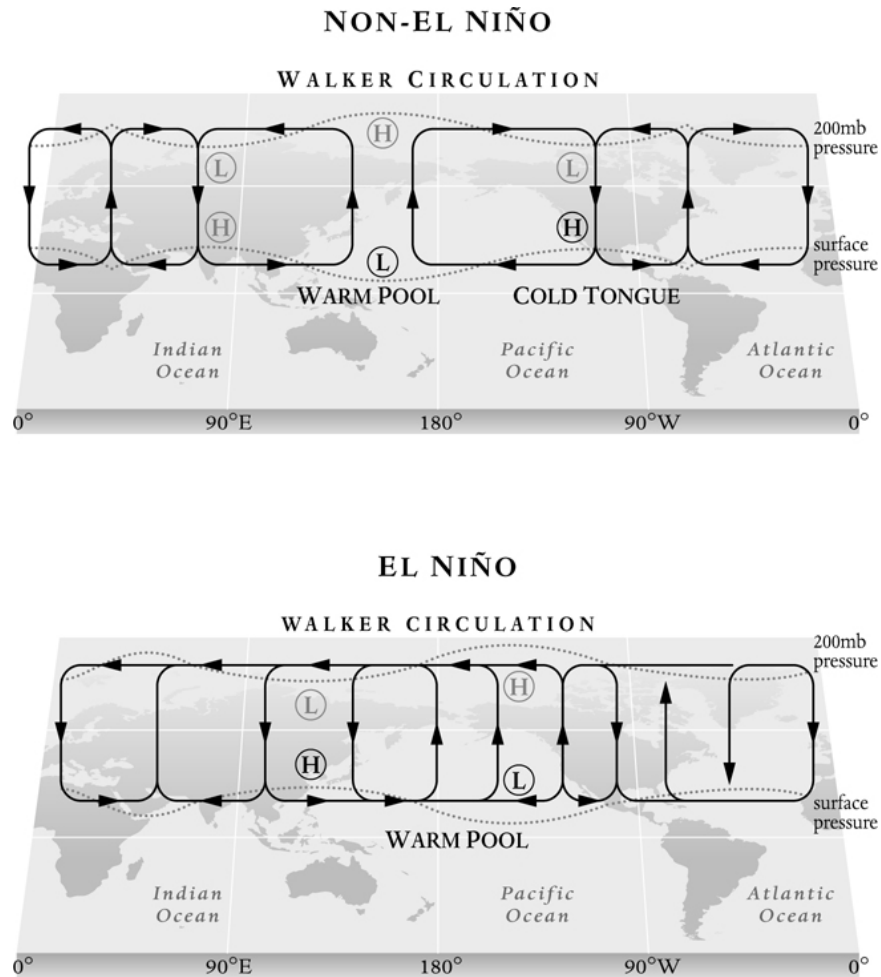 NON-EL NIÑO
WALKER CIRCULATION
H
200mb
pressure
L
L
H
H
L
surface
pressure
WARM POOL
COLD TONGUE
Indian
Ocean
Pacific
Ocean
Atlantic
Ocean
0°
90°E
180°
90°W
0°
EL NIÑO
WALKER CIRCULATION
200mb
pressure
H
L
H
L
surface
pressure
WARM POOL
Indian
Ocean
Pacific
Ocean
Atlantic
Ocean
0°
90°E
180°
90°W
0°